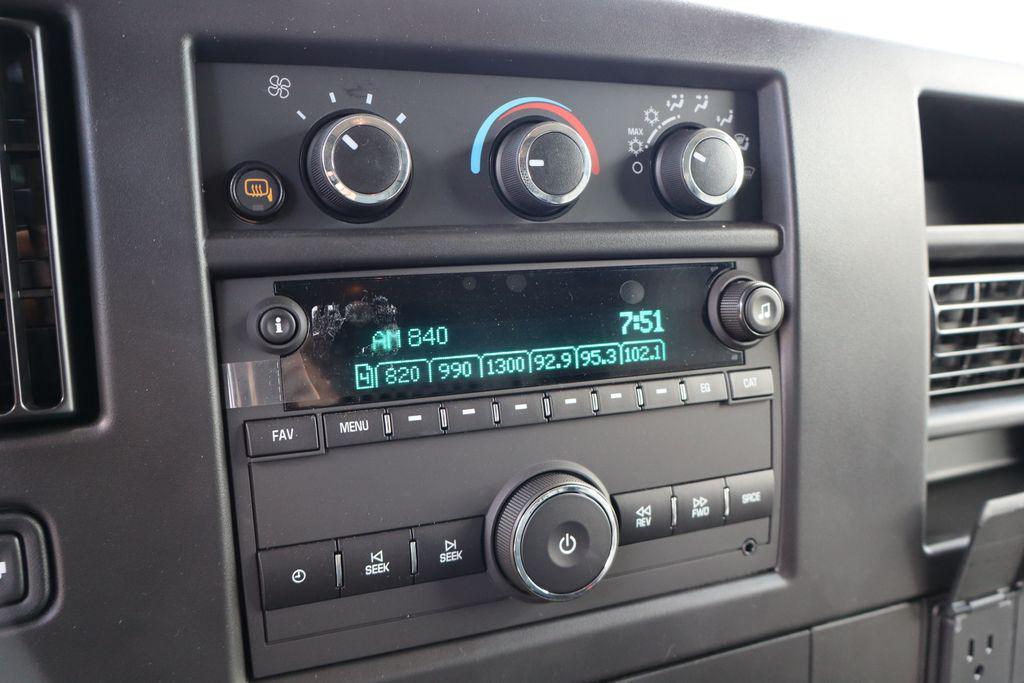 MAX
i
AM 840 7:51
4 820 990 1300 92.9 95.3 102.1
FAV MENU EQ CAT
SEEK SEEK REV FWD SRCE